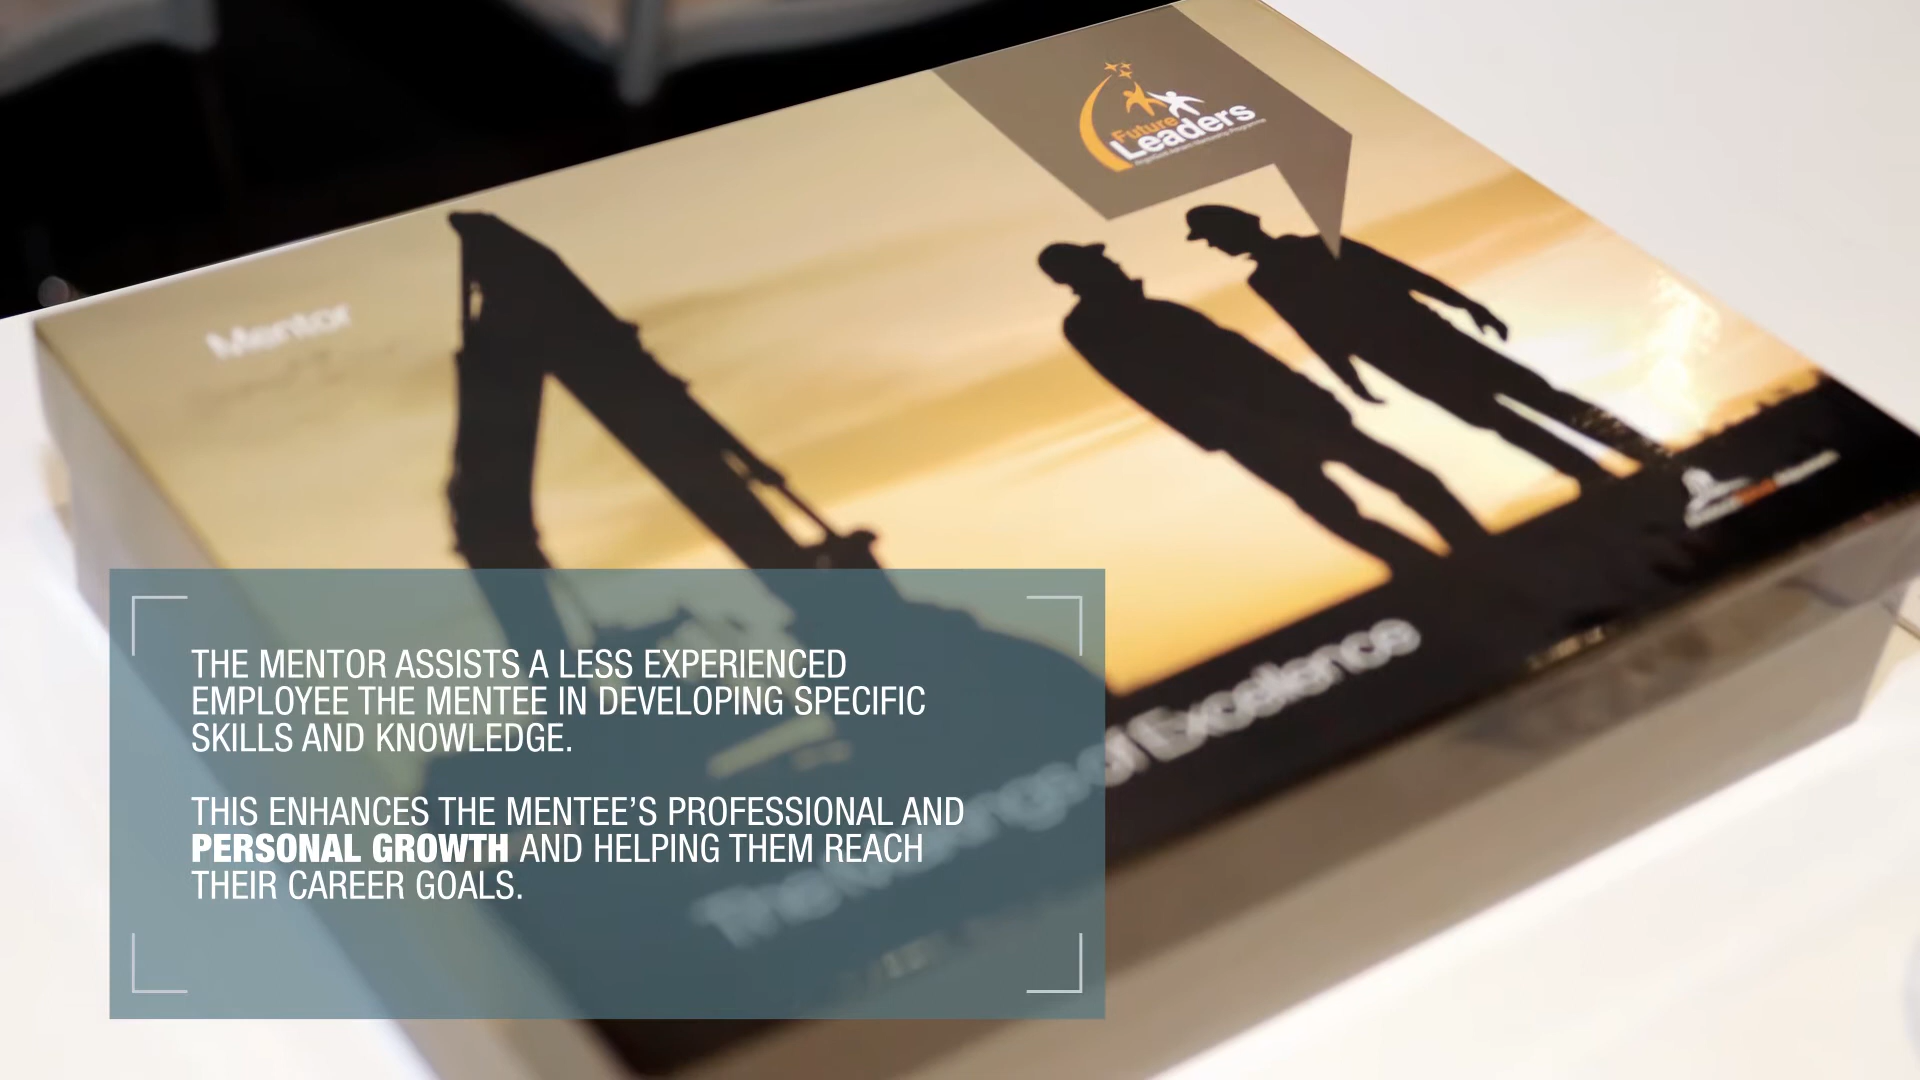 Future
Leaders
Mentor
of Excellence
THE MENTOR ASSISTS A LESS EXPERIENCED
EMPLOYEE THE MENTEE IN DEVELOPING SPECIFIC
SKILLS AND KNOWLEDGE.
THIS ENHANCES THE MENTEE’S PROFESSIONAL AND
PERSONAL GROWTH AND HELPING THEM REACH
THEIR CAREER GOALS.